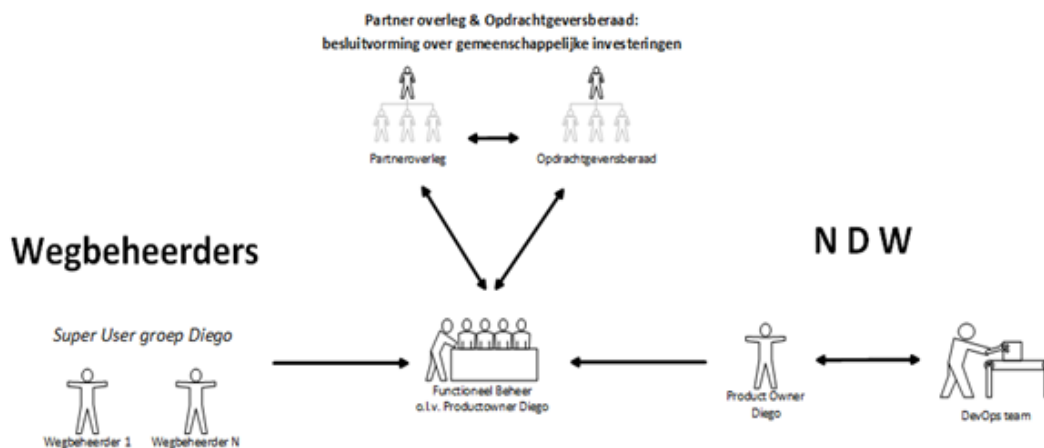 Partner overleg & Opdrachtgeversberaad:
besluitvorming over gemeenschappelijke investeringen
Partneroverleg
Opdrachtgevensberaad
Wegbeheerders
N D W
Super User groep Diego
Functioneel Beheer
o.l.v. Productowner Diego
Product Owner
Diego
DevOps team
Wegbeheerder 1
Wegbeheerder N